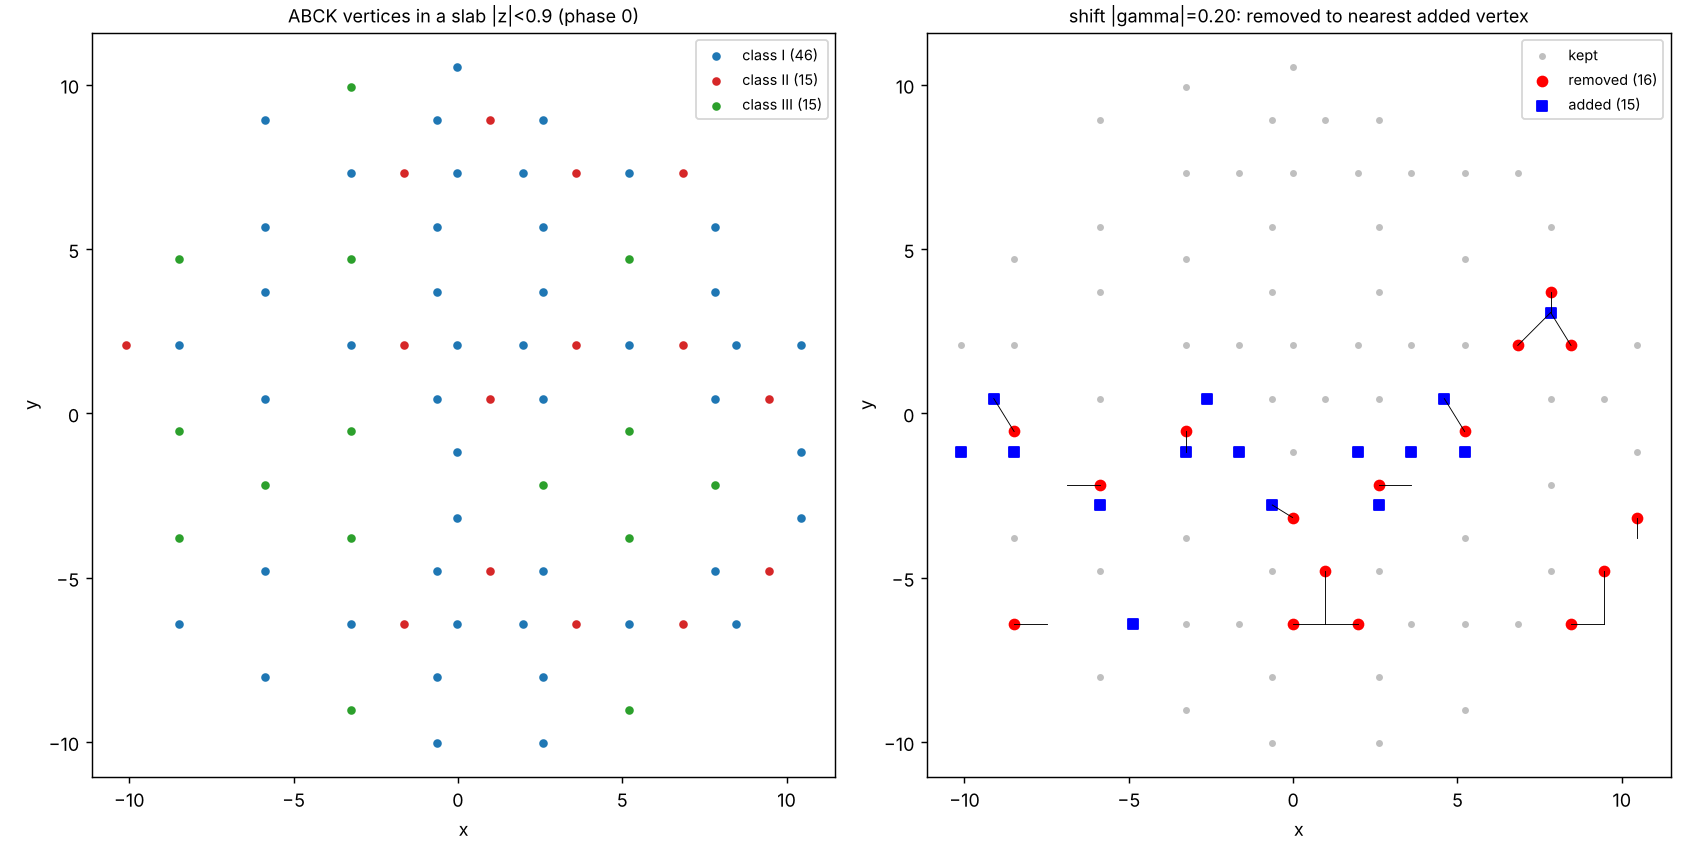 ABCK vertices in a slab |z|<0.9 (phase 0)
class I (46)
class II (15)
class III (15)
10
5
0
−5
−10
y
−10
−5
0
5
10
x
shift |gamma|=0.20: removed to nearest added vertex
kept
removed (16)
added (15)
10
5
0
−5
−10
y
−10
−5
0
5
10
x